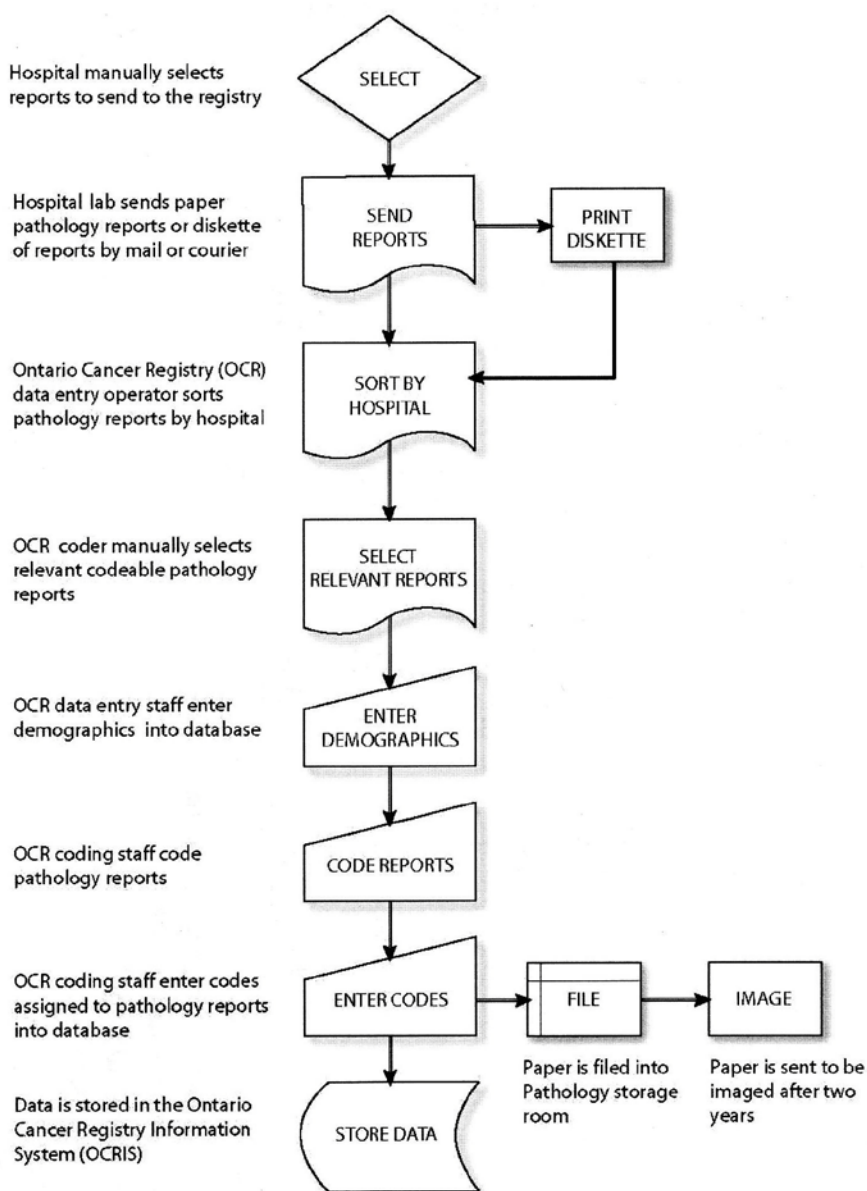 Hospital manually selects
reports to send to the registry
SELECT
Hospital lab sends paper
pathology reports or diskette
of reports by mail or courier
SEND
REPORTS
PRINT
DISKETTE
Ontario Cancer Registry (OCR)
data entry operator sorts
pathology reports by hospital
SORT BY
HOSPITAL
OCR coder manually selects
relevant codeable pathology
reports
SELECT
RELEVANT REPORTS
OCR data entry staff enter
demographics into database
ENTER
DEMOGRAPHICS
OCR coding staff code
pathology reports
CODE REPORTS
OCR coding staff enter codes
assigned to pathology reports
into database
ENTER CODES
FILE
IMAGE
Paper is filed into
Pathology storage
room
Paper is sent to be
imaged after two
years
Data is stored in the Ontario
Cancer Registry Information
System (OCRIS)
STORE DATA